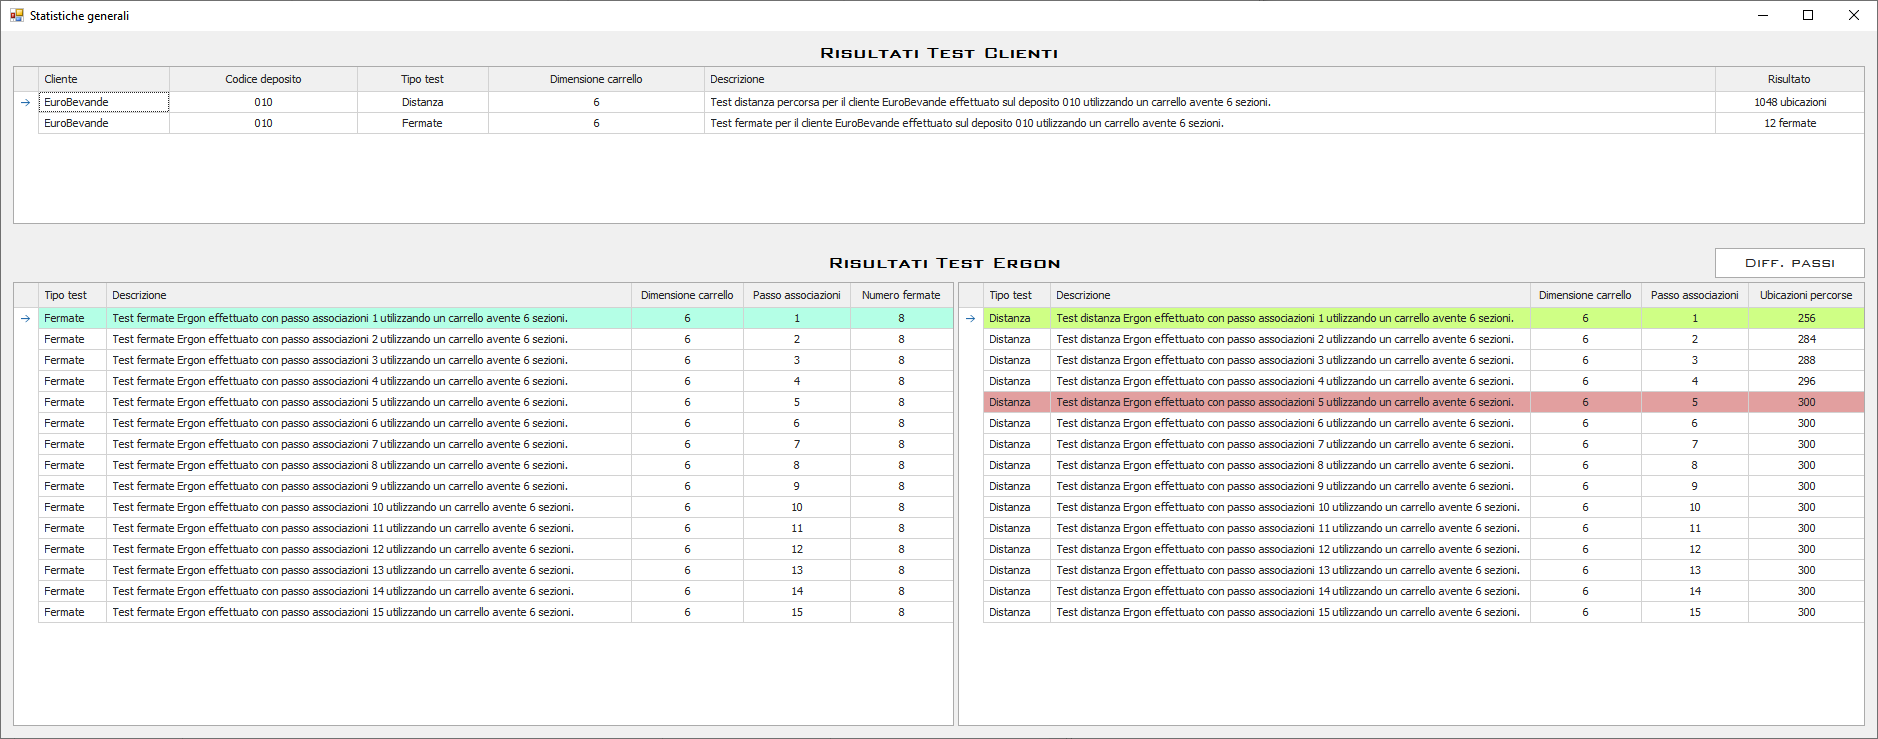 Statistiche generali
Risultati Test Clienti
Cliente Codice deposito Tipo test Dimensione carrello Descrizione Risultato
EuroBevande 010 Distanza 6 Test distanza percorsa per il cliente EuroBevande effettuato sul deposito 010 utilizzando un carrello avente 6 sezioni. 1048 ubicazioni
EuroBevande 010 Fermate 6 Test fermate per il cliente EuroBevande effettuato sul deposito 010 utilizzando un carrello avente 6 sezioni. 12 fermate
Risultati Test Ergon
Diff. passi
Tipo test Descrizione Dimensione carrello Passo associazioni Numero fermate
Fermate Test fermate Ergon effettuato con passo associazioni 1 utilizzando un carrello avente 6 sezioni. 6 1 8
Fermate Test fermate Ergon effettuato con passo associazioni 2 utilizzando un carrello avente 6 sezioni. 6 2 8
Fermate Test fermate Ergon effettuato con passo associazioni 3 utilizzando un carrello avente 6 sezioni. 6 3 8
Fermate Test fermate Ergon effettuato con passo associazioni 4 utilizzando un carrello avente 6 sezioni. 6 4 8
Fermate Test fermate Ergon effettuato con passo associazioni 5 utilizzando un carrello avente 6 sezioni. 6 5 8
Fermate Test fermate Ergon effettuato con passo associazioni 6 utilizzando un carrello avente 6 sezioni. 6 6 8
Fermate Test fermate Ergon effettuato con passo associazioni 7 utilizzando un carrello avente 6 sezioni. 6 7 8
Fermate Test fermate Ergon effettuato con passo associazioni 8 utilizzando un carrello avente 6 sezioni. 6 8 8
Fermate Test fermate Ergon effettuato con passo associazioni 9 utilizzando un carrello avente 6 sezioni. 6 9 8
Fermate Test fermate Ergon effettuato con passo associazioni 10 utilizzando un carrello avente 6 sezioni. 6 10 8
Fermate Test fermate Ergon effettuato con passo associazioni 11 utilizzando un carrello avente 6 sezioni. 6 11 8
Fermate Test fermate Ergon effettuato con passo associazioni 12 utilizzando un carrello avente 6 sezioni. 6 12 8
Fermate Test fermate Ergon effettuato con passo associazioni 13 utilizzando un carrello avente 6 sezioni. 6 13 8
Fermate Test fermate Ergon effettuato con passo associazioni 14 utilizzando un carrello avente 6 sezioni. 6 14 8
Fermate Test fermate Ergon effettuato con passo associazioni 15 utilizzando un carrello avente 6 sezioni. 6 15 8
Tipo test Descrizione Dimensione carrello Passo associazioni Ubicazioni percorse
Distanza Test distanza Ergon effettuato con passo associazioni 1 utilizzando un carrello avente 6 sezioni. 6 1 256
Distanza Test distanza Ergon effettuato con passo associazioni 2 utilizzando un carrello avente 6 sezioni. 6 2 284
Distanza Test distanza Ergon effettuato con passo associazioni 3 utilizzando un carrello avente 6 sezioni. 6 3 288
Distanza Test distanza Ergon effettuato con passo associazioni 4 utilizzando un carrello avente 6 sezioni. 6 4 296
Distanza Test distanza Ergon effettuato con passo associazioni 5 utilizzando un carrello avente 6 sezioni. 6 5 300
Distanza Test distanza Ergon effettuato con passo associazioni 6 utilizzando un carrello avente 6 sezioni. 6 6 300
Distanza Test distanza Ergon effettuato con passo associazioni 7 utilizzando un carrello avente 6 sezioni. 6 7 300
Distanza Test distanza Ergon effettuato con passo associazioni 8 utilizzando un carrello avente 6 sezioni. 6 8 300
Distanza Test distanza Ergon effettuato con passo associazioni 9 utilizzando un carrello avente 6 sezioni. 6 9 300
Distanza Test distanza Ergon effettuato con passo associazioni 10 utilizzando un carrello avente 6 sezioni. 6 10 300
Distanza Test distanza Ergon effettuato con passo associazioni 11 utilizzando un carrello avente 6 sezioni. 6 11 300
Distanza Test distanza Ergon effettuato con passo associazioni 12 utilizzando un carrello avente 6 sezioni. 6 12 300
Distanza Test distanza Ergon effettuato con passo associazioni 13 utilizzando un carrello avente 6 sezioni. 6 13 300
Distanza Test distanza Ergon effettuato con passo associazioni 14 utilizzando un carrello avente 6 sezioni. 6 14 300
Distanza Test distanza Ergon effettuato con passo associazioni 15 utilizzando un carrello avente 6 sezioni. 6 15 300